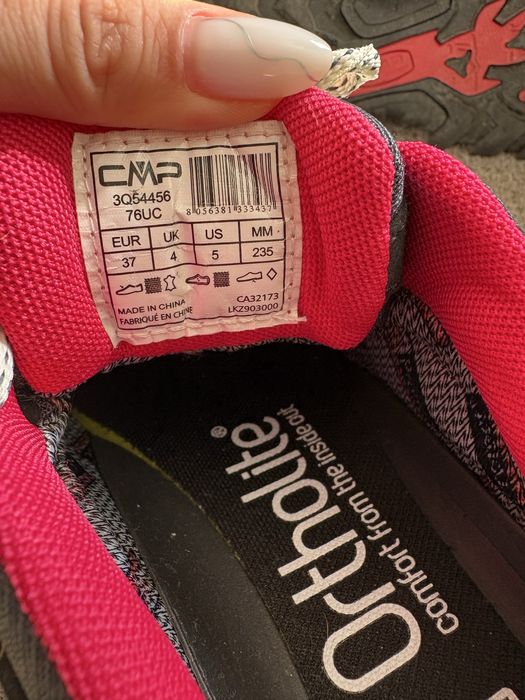 CMP
3Q54456
76UC
8 056381 333437
EUR UK US MM
37 4 5 235
MADE IN CHINA
FABRIQUÉ EN CHINE
CA32173
LKZ903000
Ortholite®
comfort from the inside out